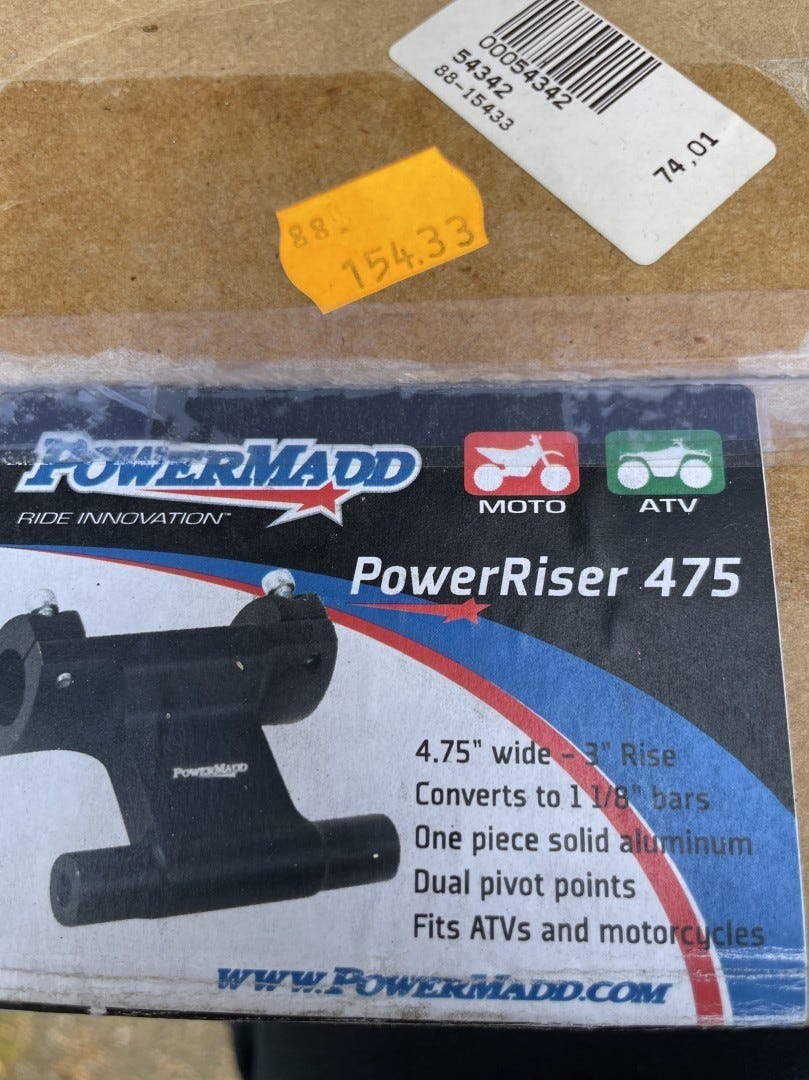 00054342
54342
88-15433
74,01
88
154.33
POWERMADD
RIDE INNOVATION™
MOTO
ATV
PowerRiser 475
POWERMADD
4.75" wide - 3" Rise
Converts to 1 1/8" bars
One piece solid aluminum
Dual pivot points
Fits ATVs and motorcycles
WWW.POWERMADD.COM